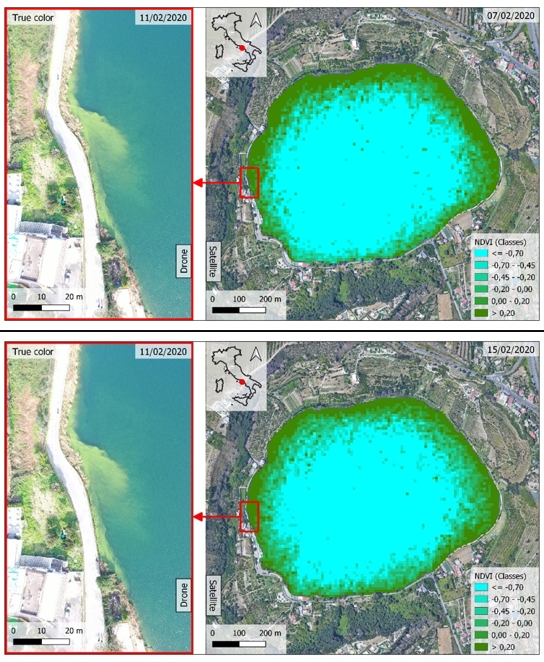 True color
11/02/2020
07/02/2020
Drone
Satellite
0 10 20 m
0 100 200 m
NDVI (Classes)
<= -0,70
-0,70 - -0,45
-0,45 - -0,20
-0,20 - 0,00
0,00 - 0,20
> 0,20
True color
11/02/2020
15/02/2020
Drone
Satellite
0 10 20 m
0 100 200 m
NDVI (Classes)
<= -0,70
-0,70 - -0,45
-0,45 - -0,20
-0,20 - 0,00
0,00 - 0,20
> 0,20